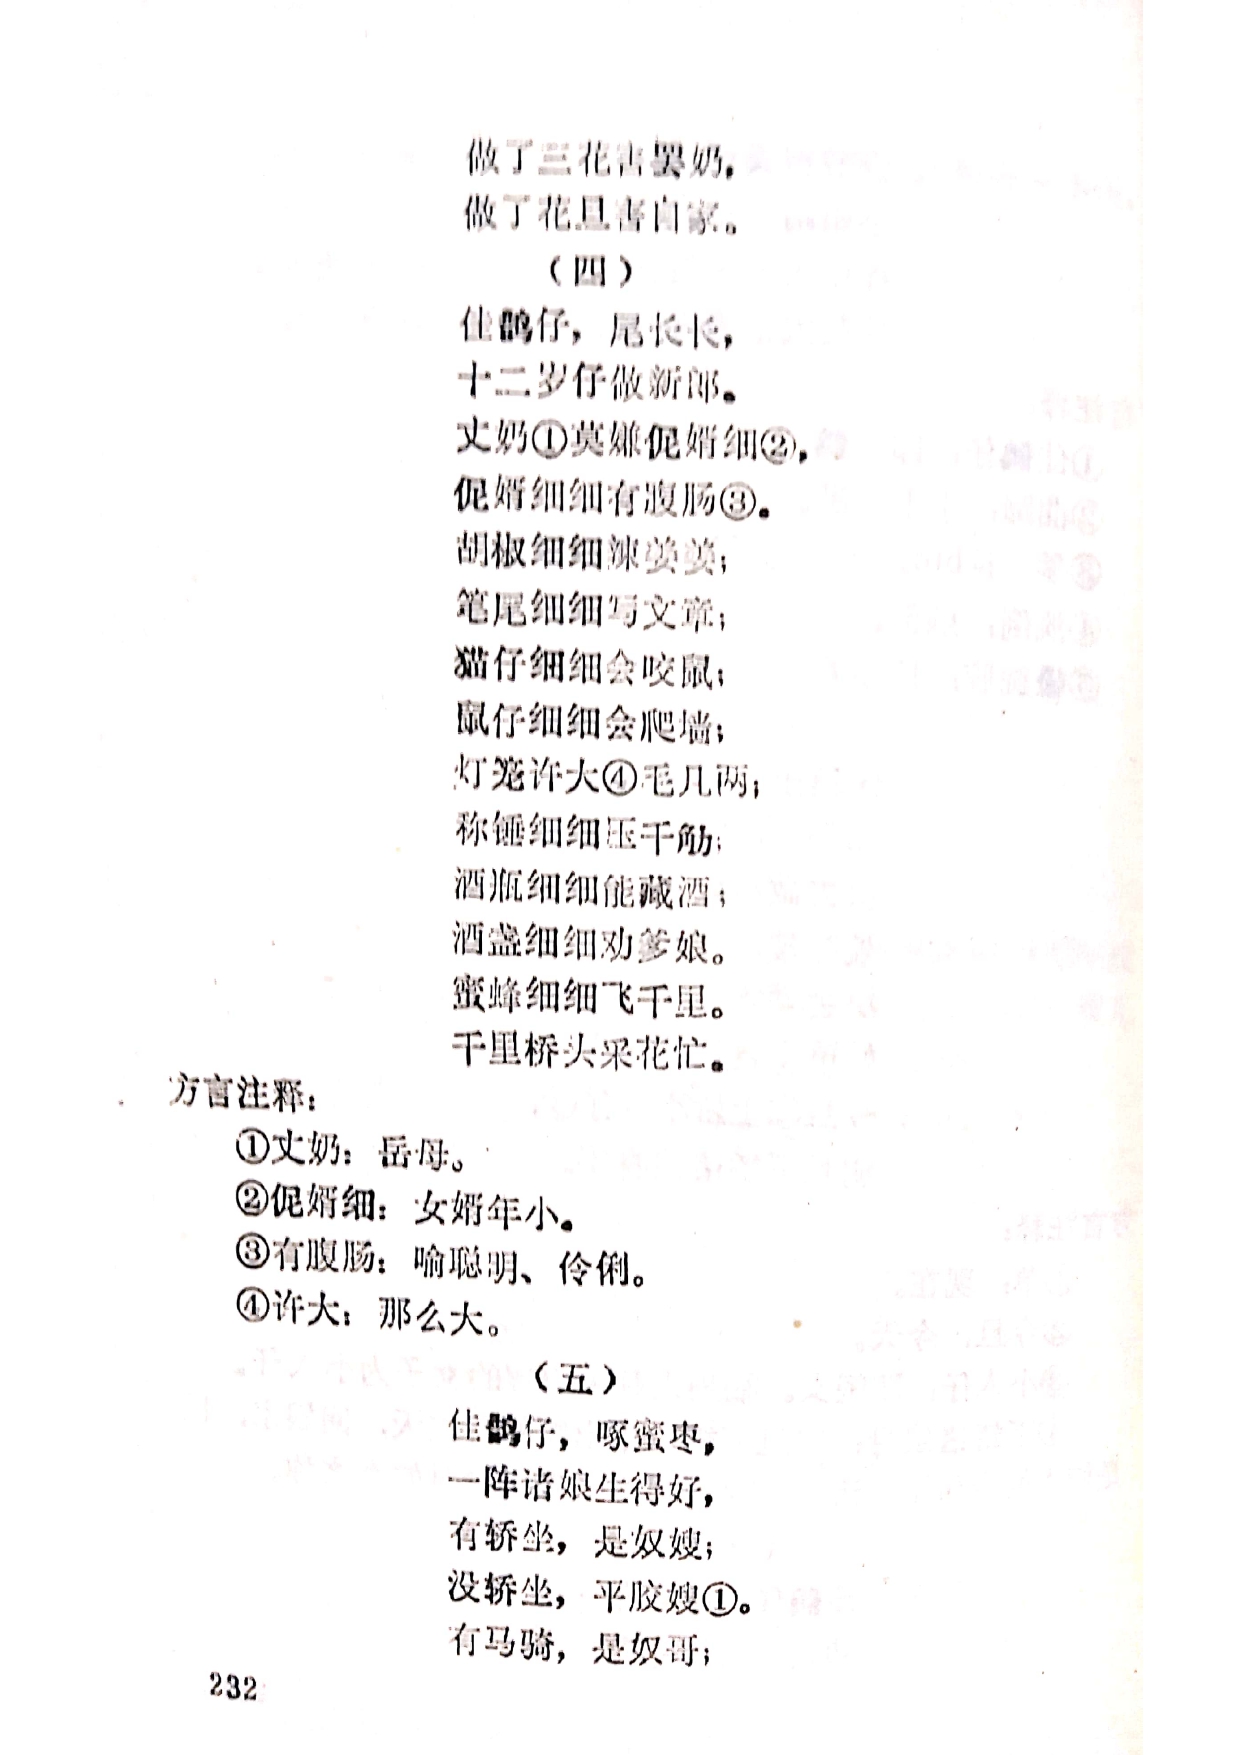 做了三花害罢奶,
做了花旦害自家。
(四)
佳鹊仔，尾长长，
十二岁仔做新郎。
丈奶①莫嫌伲婿细②，
伲婿细细有腹肠③。
胡椒细细辣姜姜；
笔尾细细写文章；
猫仔细细会咬鼠；
鼠仔细细会爬墙；
灯笼许大④毛几两；
称锤细细压千觔；
酒瓶细细能藏酒；
酒盏细细劝爹娘。
蜜蜂细细飞千里。
千里桥头采花忙。
方言注释：
①丈奶：岳母。
②伲婿细：女婿年小。
③有腹肠：喻聪明、伶俐。
④许大：那么大。
(五)
佳鹊仔，啄蜜枣，
一阵诸娘生得好，
有轿坐，是奴嫂；
没轿坐，平胶嫂①。
有马骑，是奴哥；
232